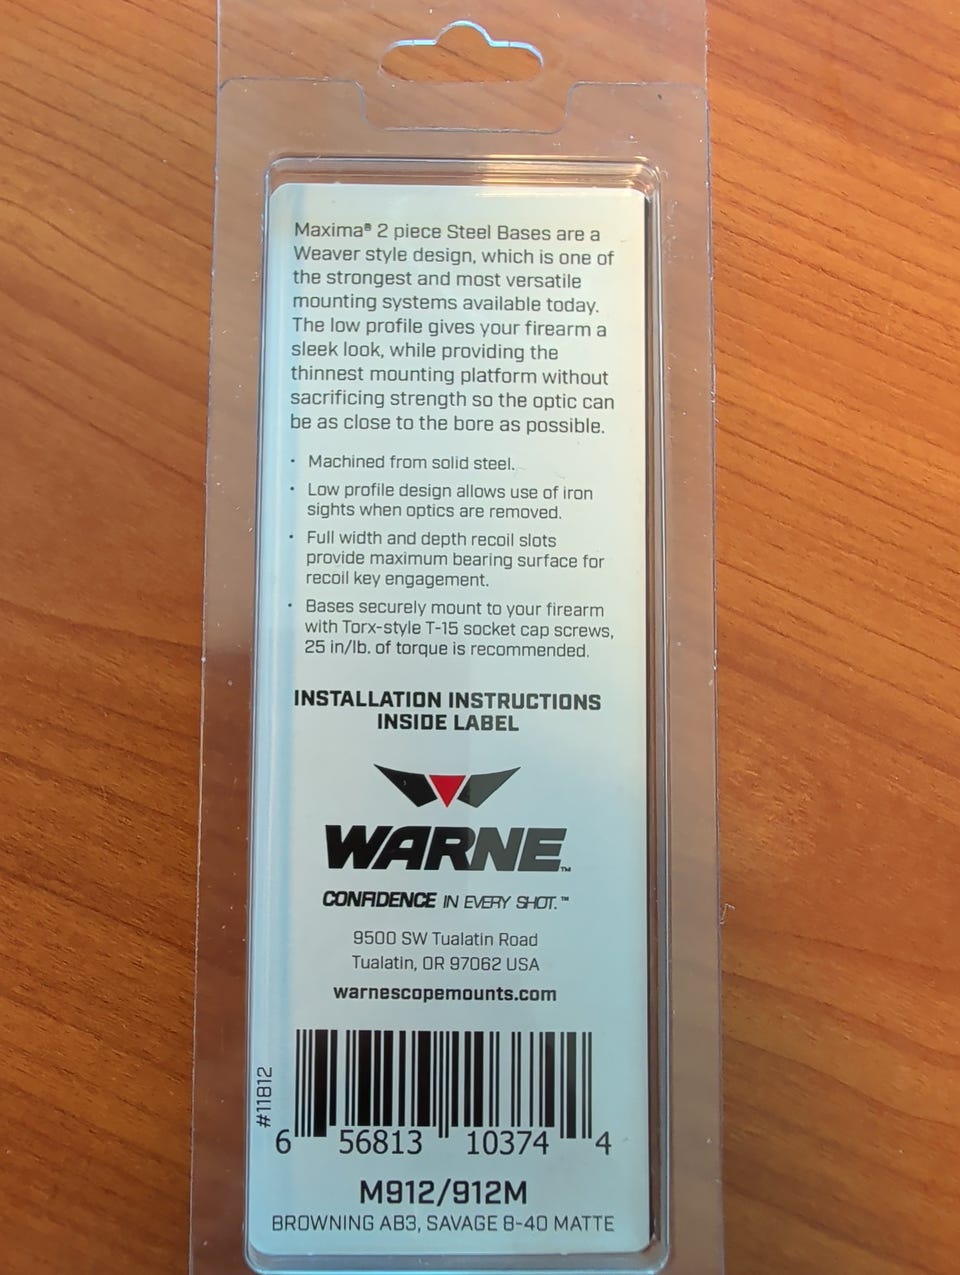 Maxima® 2 piece Steel Bases are a
Weaver style design, which is one of
the strongest and most versatile
mounting systems available today.
The low profile gives your firearm a
sleek look, while providing the
thinnest mounting platform without
sacrificing strength so the optic can
be as close to the bore as possible.
· Machined from solid steel.
· Low profile design allows use of iron
sights when optics are removed.
· Full width and depth recoil slots
provide maximum bearing surface for
recoil key engagement.
· Bases securely mount to your firearm
with Torx-style T-15 socket cap screws,
25 in/lb. of torque is recommended.
INSTALLATION INSTRUCTIONS
INSIDE LABEL
WARNE™
CONFIDENCE IN EVERY SHOT.™
9500 SW Tualatin Road
Tualatin, OR 97062 USA
warnescopemounts.com
#11812
6 56813 10374 4
M912/912M
BROWNING AB3, SAVAGE 8-40 MATTE